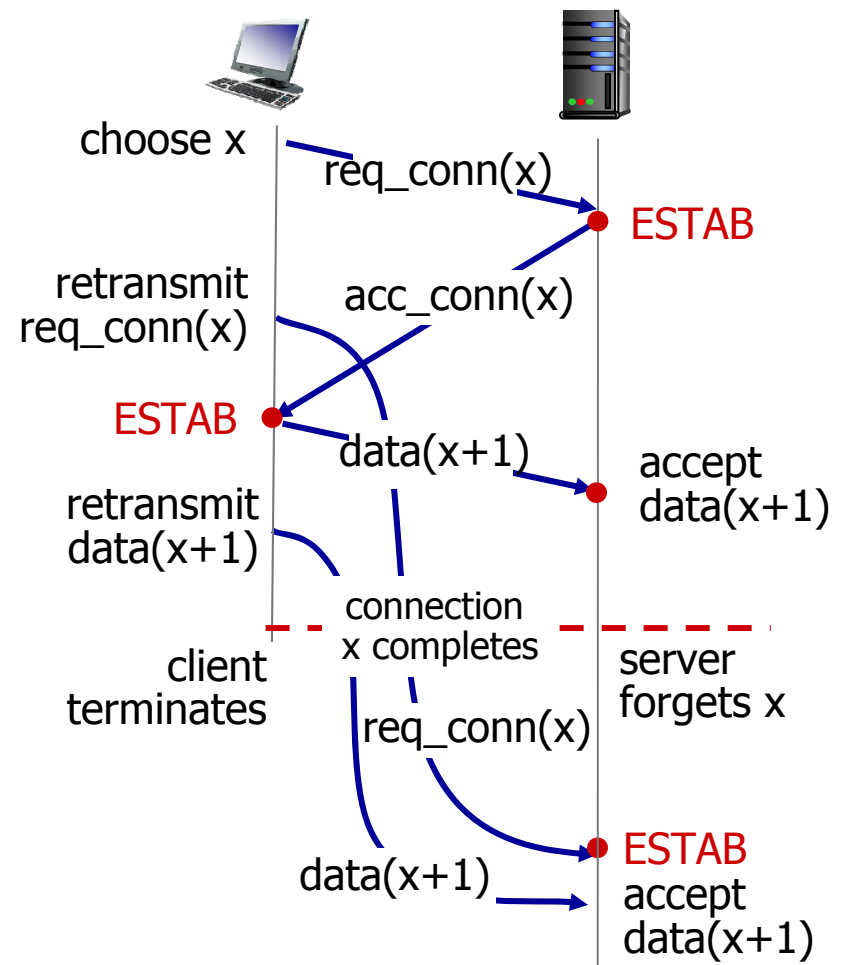 choose x
req_conn(x)
ESTAB
retransmit
req_conn(x)
acc_conn(x)
ESTAB
data(x+1)
accept
data(x+1)
retransmit
data(x+1)
connection
x completes
client
terminates
server
forgets x
req_conn(x)
ESTAB
data(x+1)
accept
data(x+1)